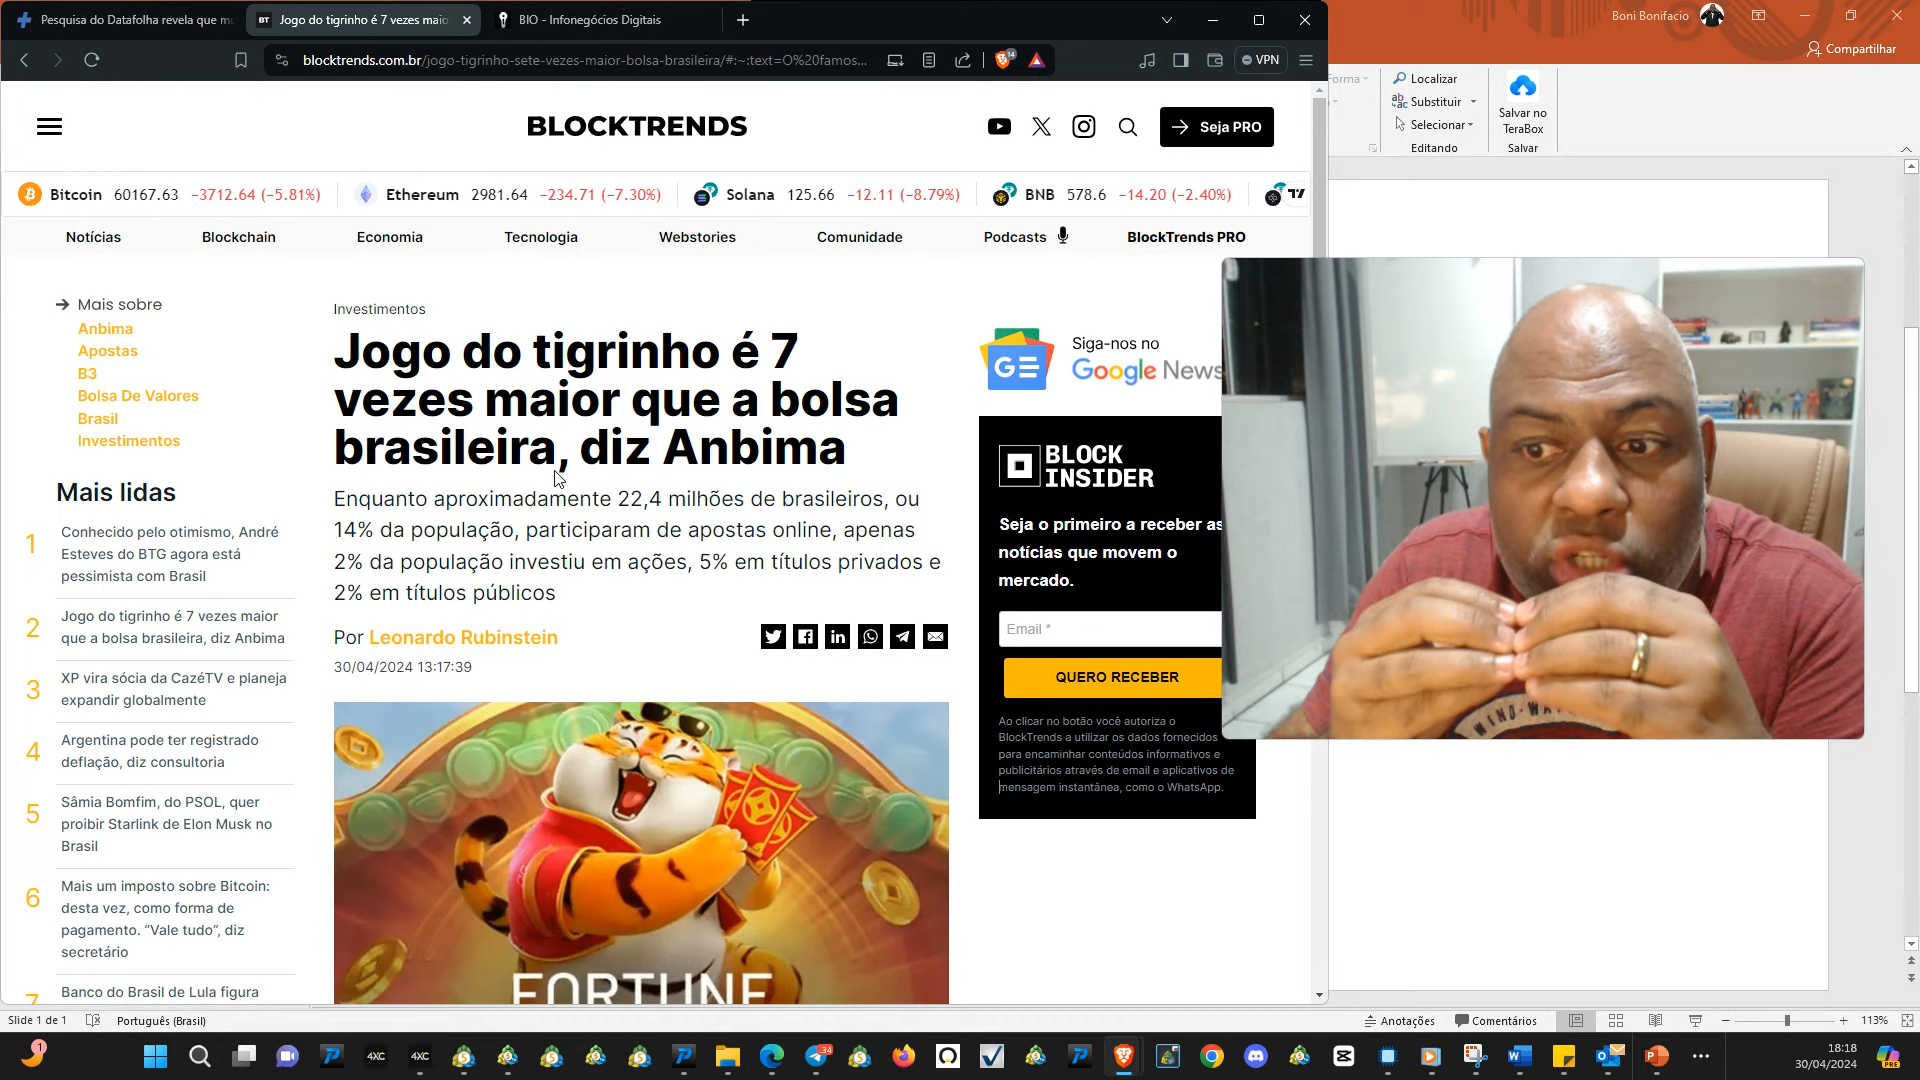 Pesquisa do Datafolha revela que mu
Jogo do tigrinho é 7 vezes maio
BIO - Infonegócios Digitais
Boni Bonifacio
Compartilhar
blocktrends.com.br/jogo-tigrinho-sete-vezes-maior-bolsa-brasileira/#:~:text=O%20famos...
14
VPN
Forma
Localizar
Substituir
Selecionar
Editando
Salvar no
TeraBox
Salvar
BLOCKTRENDS
Seja PRO
Bitcoin 60167.63 -3712.64 (-5.81%)
Ethereum 2981.64 -234.71 (-7.30%)
Solana 125.66 -12.11 (-8.79%)
BNB 578.6 -14.20 (-2.40%)
Notícias
Blockchain
Economia
Tecnologia
Webstories
Comunidade
Podcasts
BlockTrends PRO
Mais sobre
Anbima
Apostas
B3
Bolsa De Valores
Brasil
Investimentos
Mais lidas
1
Conhecido pelo otimismo, André
Esteves do BTG agora está
pessimista com Brasil
2
Jogo do tigrinho é 7 vezes maior
que a bolsa brasileira, diz Anbima
3
XP vira sócia da CazéTV e planeja
expandir globalmente
4
Argentina pode ter registrado
deflação, diz consultoria
5
Sâmia Bomfim, do PSOL, quer
proibir Starlink de Elon Musk no
Brasil
6
Mais um imposto sobre Bitcoin:
desta vez, como forma de
pagamento. “Vale tudo”, diz
secretário
7
Banco do Brasil de Lula figura
Investimentos
Jogo do tigrinho é 7
vezes maior que a bolsa
brasileira, diz Anbima
Enquanto aproximadamente 22,4 milhões de brasileiros, ou
14% da população, participaram de apostas online, apenas
2% da população investiu em ações, 5% em títulos privados e
2% em títulos públicos
Por Leonardo Rubinstein
30/04/2024 13:17:39
FORTUNE
Siga-nos no
Google News
BLOCK
INSIDER
Seja o primeiro a receber as
notícias que movem o
mercado.
Email *
QUERO RECEBER
Ao clicar no botão você autoriza o
BlockTrends a utilizar os dados fornecidos
para encaminhar conteúdos informativos e
publicitários através de email e aplicativos de
mensagem instantânea, como o WhatsApp.
Slide 1 de 1
Português (Brasil)
Anotações
Comentários
113%
1
4XC
4XC
34
18:18
30/04/2024